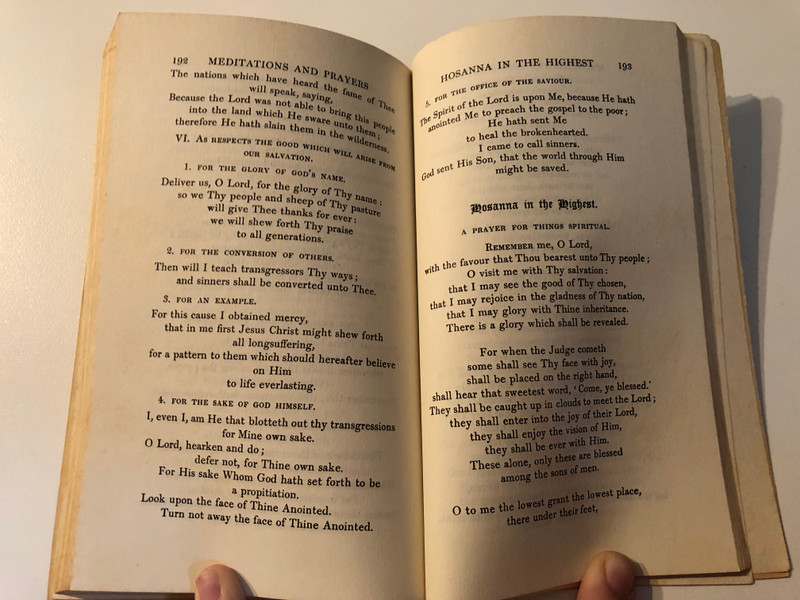 192 MEDITATIONS AND PRAYERS
The nations which have heard the fame of Thee
will speak, saying,
Because the Lord was not able to bring this people
into the land which He sware unto them;
therefore He hath slain them in the wilderness.
VI. AS RESPECTS THE GOOD WHICH WILL ARISE FROM
OUR SALVATION.
1. FOR THE GLORY OF GOD'S NAME.
Deliver us, O Lord, for the glory of Thy name:
so we Thy people and sheep of Thy pasture
will give Thee thanks for ever:
we will shew forth Thy praise
to all generations.
2. FOR THE CONVERSION OF OTHERS.
Then will I teach transgressors Thy ways;
and sinners shall be converted unto Thee.
3. FOR AN EXAMPLE.
For this cause I obtained mercy,
that in me first Jesus Christ might shew forth
all longsuffering,
for a pattern to them which should hereafter believe
on Him
to life everlasting.
4. FOR THE SAKE OF GOD HIMSELF.
I, even I, am He that blotteth out thy transgressions
for Mine own sake.
O Lord, hearken and do;
defer not, for Thine own sake.
For His sake Whom God hath set forth to be
a propitiation.
Look upon the face of Thine Anointed.
Turn not away the face of Thine Anointed.
HOSANNA IN THE HIGHEST 193
5. FOR THE OFFICE OF THE SAVIOUR.
The Spirit of the Lord is upon Me, because He hath
anointed Me to preach the gospel to the poor;
He hath sent Me
to heal the brokenhearted.
I came to call sinners.
God sent His Son, that the world through Him
might be saved.
Hosanna in the Highest.
A PRAYER FOR THINGS SPIRITUAL.
REMEMBER me, O Lord,
with the favour that Thou bearest unto Thy people;
O visit me with Thy salvation:
that I may see the good of Thy chosen,
that I may rejoice in the gladness of Thy nation,
that I may glory with Thine inheritance.
There is a glory which shall be revealed.
For when the Judge cometh
some shall see Thy face with joy,
shall be placed on the right hand,
shall hear that sweetest word, 'Come, ye blessed.'
They shall be caught up in clouds to meet the Lord;
they shall enter into the joy of their Lord,
they shall enjoy the vision of Him,
they shall be ever with Him.
These alone, only these are blessed
among the sons of men.
O to me the lowest grant the lowest place,
there under their feet,